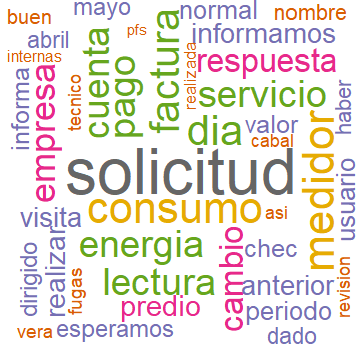 buen
mayo
normal
nombre
abril
pfs
informamos
internas
cuenta
pago
factura
realizada
respuesta
informa
empresa
tecnico
servicio
dia
valor
haber
cabal
solicitud
medidor
usuario
visita
consumo
asi
energia
cambio
chec
dirigido
realizar
fugas
lectura
anterior
revision
predio
periodo
vera
esperamos
dado